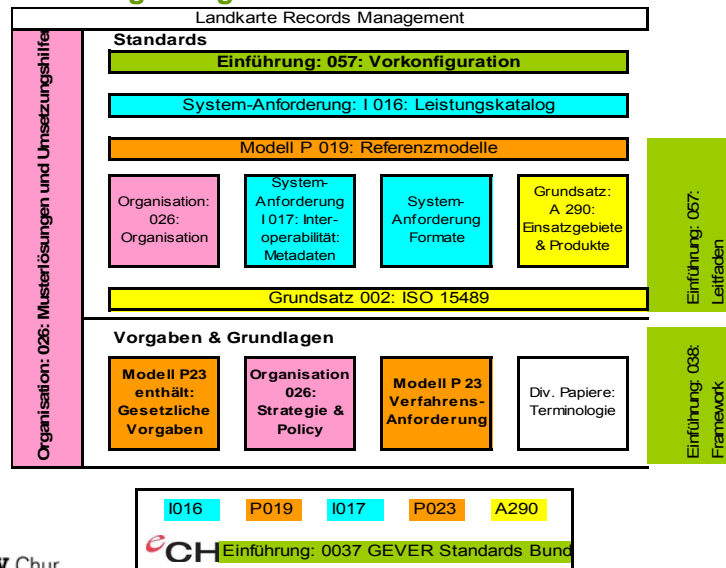 Landkarte Records Management
Organisation: 026: Musterlösungen und Umsetzungshilfe
Standards
Einführung: 057: Vorkonfiguration
System-Anforderung: I 016: Leistungskatalog
Modell P 019: Referenzmodelle
Organisation:
026:
Organisation
System-
Anforderung
I 017: Inter-
operabilität:
Metadaten
System-
Anforderung
Formate
Grundsatz:
A 290:
Einsatzgebiete
& Produkte
Einführung: 057:
Leitfaden
Grundsatz 002: ISO 15489
Vorgaben & Grundlagen
Modell P23
enthält:
Gesetzliche
Vorgaben
Organisation
026:
Strategie &
Policy
Modell P 23
Verfahrens-
Anforderung
Div. Papiere:
Terminologie
Einführung: 038:
Framework
I016
P019
I017
P023
A290
eCH
Einführung: 0037 GEVER Standards Bund
Chur